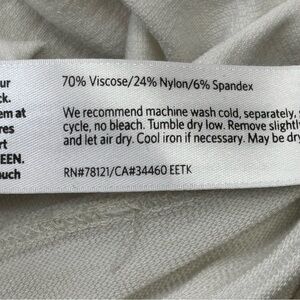 ur
ck.
em at
res
rt
EEN.
ouch
70% Viscose/24% Nylon/6% Spandex
We recommend machine wash cold, separately,
cycle, no bleach. Tumble dry low. Remove slightl
and let air dry. Cool iron if necessary. May be dry
RN#78121/CA#34460 EETK